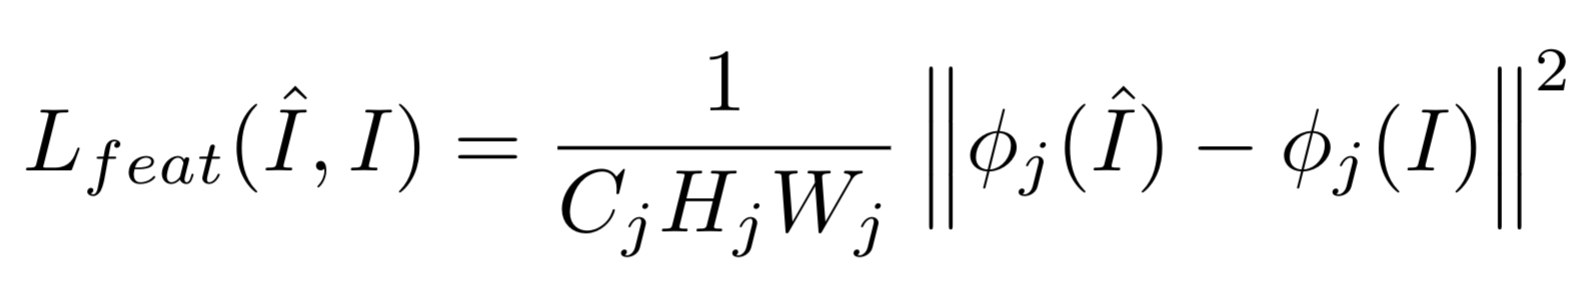 L_{feat}(\hat{I}, I) = \frac{1}{C_j H_j W_j} \left\| \phi_j(\hat{I}) - \phi_j(I) \right\|^2